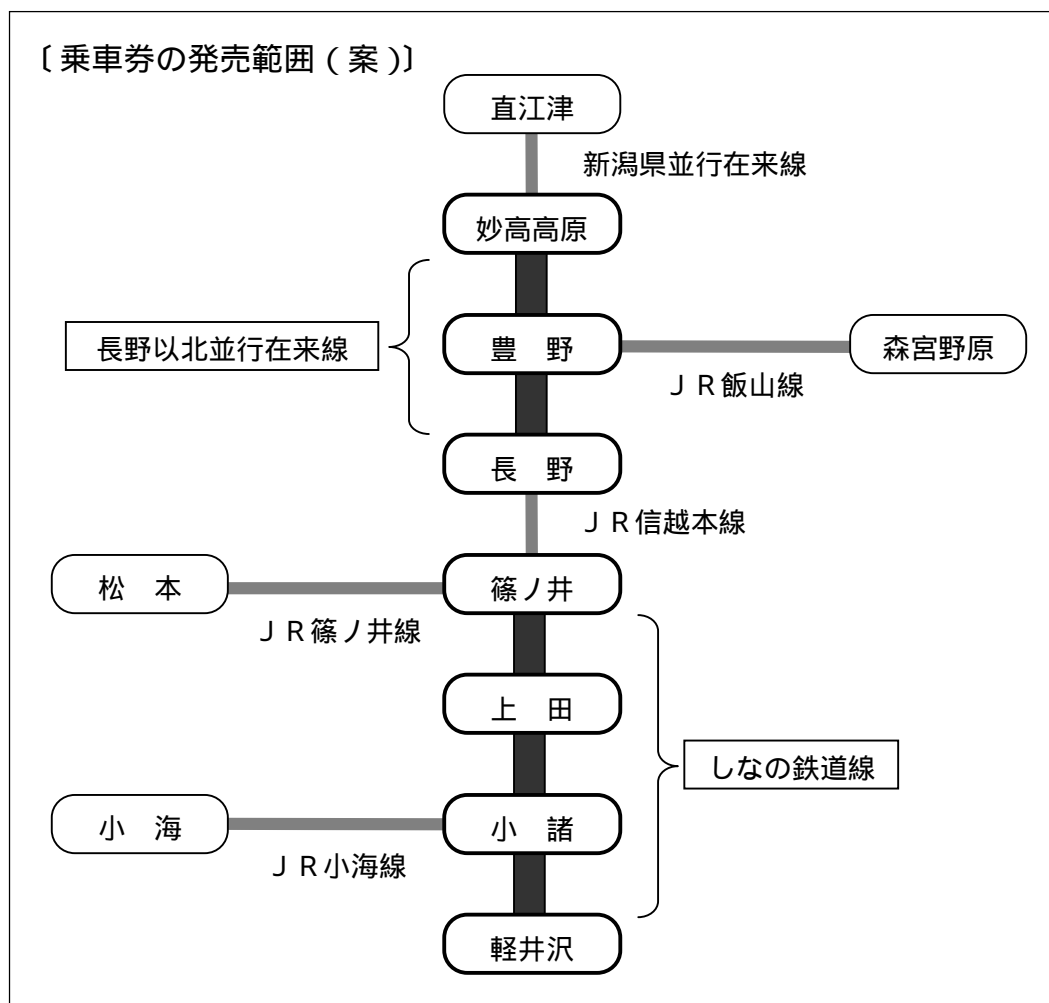 〔乗車券の発売範囲(案)〕
直江津
新潟県並行在来線
妙高高原
長野以北並行在来線
豊　野
森宮野原
ＪＲ飯山線
長　野
ＪＲ信越本線
松　本
篠ノ井
ＪＲ篠ノ井線
上　田
しなの鉄道線
小　海
小　諸
ＪＲ小海線
軽井沢